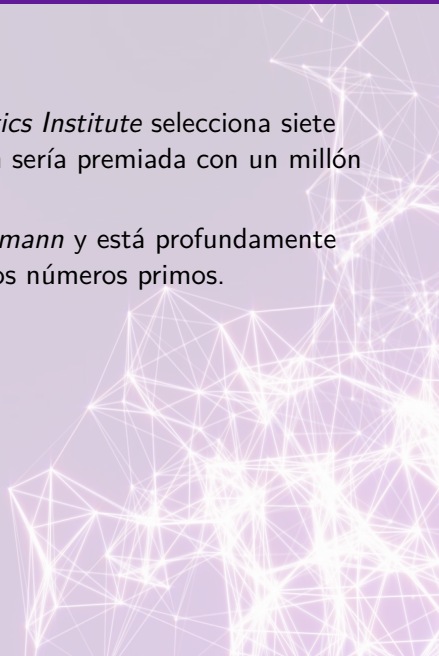 ics Institute selecciona siete
sería premiada con un millón
mann y está profundamente
os números primos.